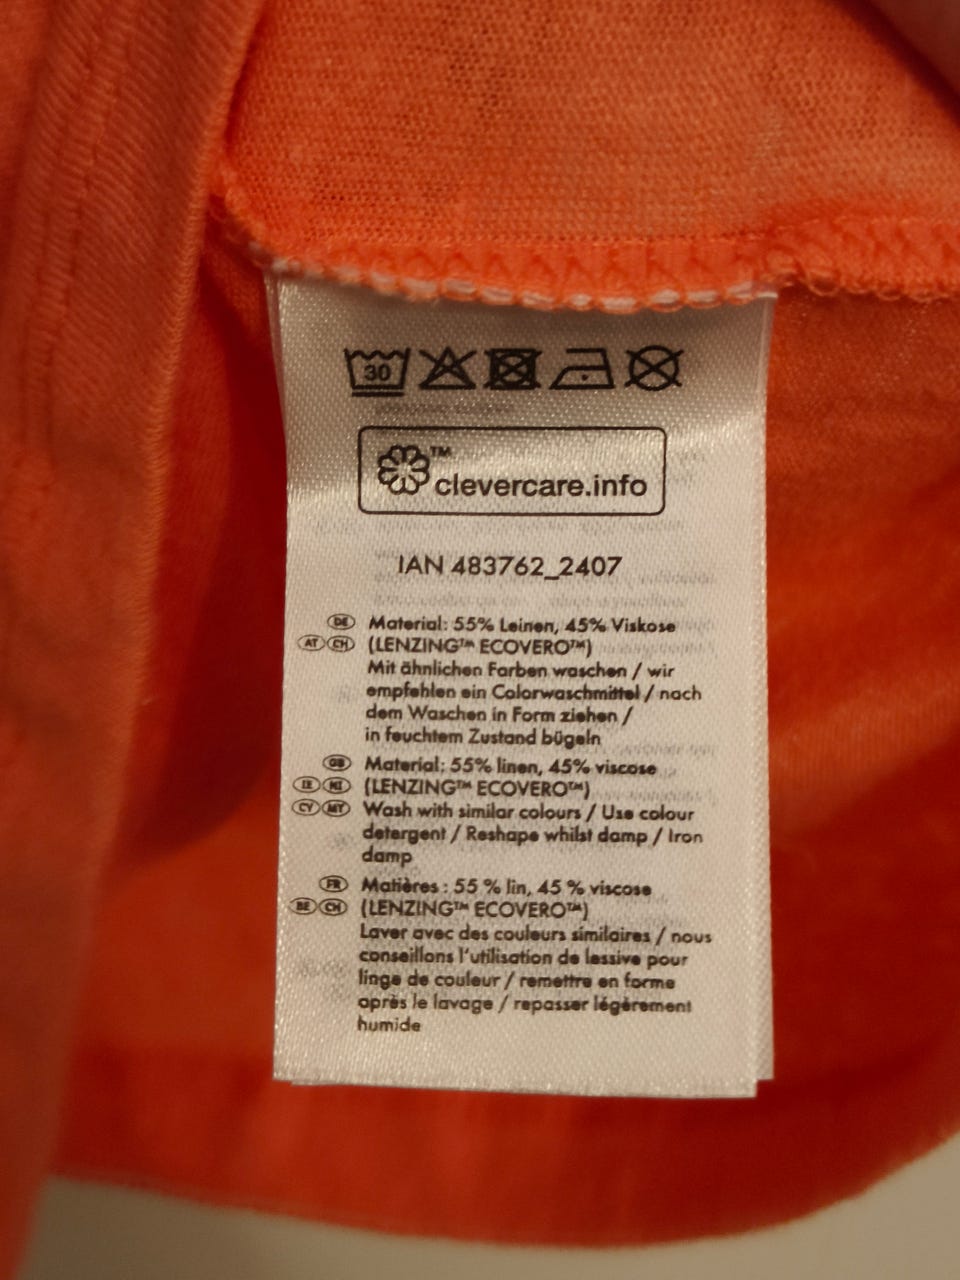 30
™
clevercare.info
IAN 483762_2407
DE Material: 55% Leinen, 45% Viskose
AT CH (LENZING™ ECOVERO™)
Mit ähnlichen Farben waschen / wir
empfehlen ein Colorwaschmittel / nach
dem Waschen in Form ziehen /
in feuchtem Zustand bügeln
GB Material: 55% linen, 45% viscose
IE NI (LENZING™ ECOVERO™)
CY MT Wash with similar colours / Use colour
detergent / Reshape whilst damp / Iron
damp
FR Matières : 55 % lin, 45 % viscose
BE CH (LENZING™ ECOVERO™)
Laver avec des couleurs similaires / nous
conseillons l'utilisation de lessive pour
linge de couleur / remettre en forme
après le lavage / repasser légèrement
humide